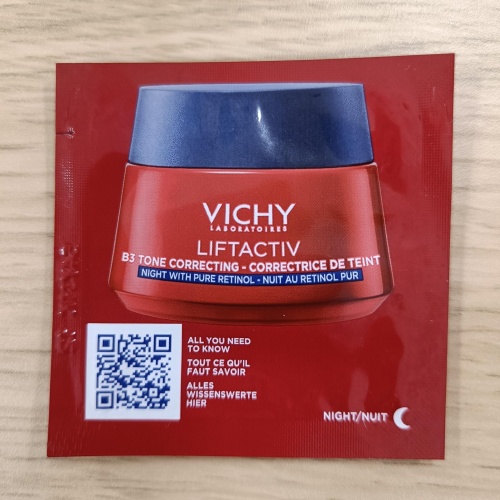 VICHY
LABORATOIRES
LIFTACTIV
B3 TONE CORRECTING - CORRECTRICE DE TEINT
NIGHT WITH PURE RETINOL - NUIT AU RETINOL PUR
ALL YOU NEED
TO KNOW
TOUT CE QU'IL
FAUT SAVOIR
ALLES
WISSENSWERTE
HIER
NIGHT/NUIT